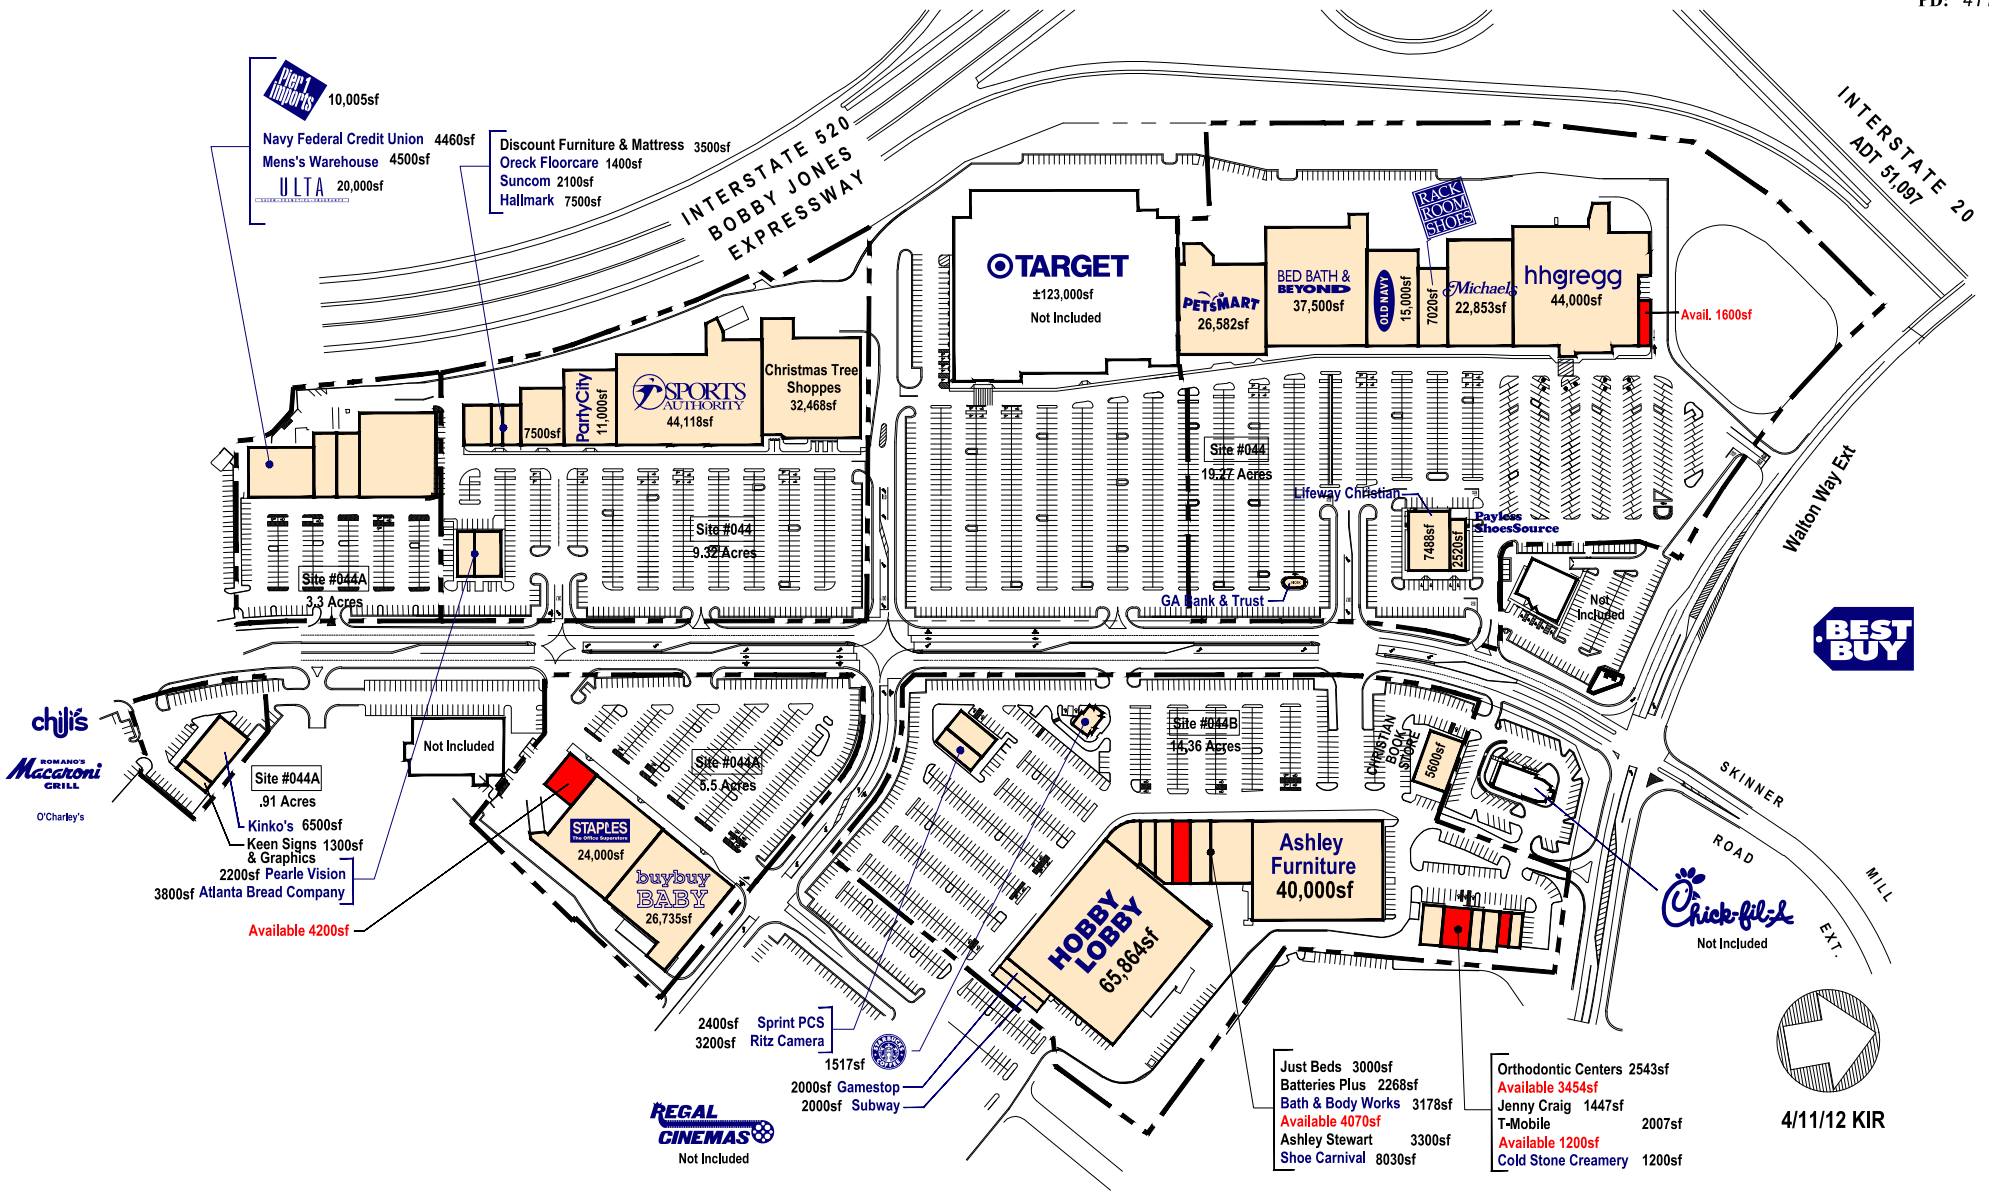 Pier 1
imports
10,005sf
Navy Federal Credit Union 4460sf
Mens's Warehouse 4500sf
ULTA 20,000sf
Discount Furniture & Mattress 3500sf
Oreck Floorcare 1400sf
Suncom 2100sf
Hallmark 7500sf
INTERSTATE 520
BOBBY JONES
EXPRESSWAY
INTERSTATE 20
ADT 51,097
TARGET
±123,000sf
Not Included
PETSMART
26,582sf
BED BATH &
BEYOND
37,500sf
OLD NAVY
15,000sf
RACK
ROOM
SHOES
7020sf
Michaels
22,853sf
hhgregg
44,000sf
Avail. 1600sf
7500sf
PartyCity
11,000sf
SPORTS
AUTHORITY
44,118sf
Christmas Tree
Shoppes
32,468sf
Site #044
19.27 Acres
Lifeway Christian
7488sf
2520sf
Payless
ShoesSource
Walton Way Ext
Site #044
9.32 Acres
Site #044A
3.3 Acres
GA Bank & Trust
Not
Included
BEST
BUY
chili's
ROMANO'S
Macaroni
GRILL
O'Charley's
Not Included
Site #044A
.91 Acres
Kinko's 6500sf
Keen Signs 1300sf
& Graphics
2200sf Pearle Vision
3800sf Atlanta Bread Company
Available 4200sf
Site #044A
5.5 Acres
STAPLES
The Office Superstore
24,000sf
buybuy
BABY
26,735sf
Site #044B
14.36 Acres
CHRISTIAN
BOOK
STORE
5600sf
SKINNER
MILL
ROAD
EXT.
Ashley
Furniture
40,000sf
HOBBY
LOBBY
65,864sf
Chick-fil-A
Not Included
2400sf Sprint PCS
3200sf Ritz Camera
STARBUCKS
COFFEE
1517sf
2000sf Gamestop
2000sf Subway
REGAL
CINEMAS
Not Included
Just Beds 3000sf
Batteries Plus 2268sf
Bath & Body Works 3178sf
Available 4070sf
Ashley Stewart 3300sf
Shoe Carnival 8030sf
Orthodontic Centers 2543sf
Available 3454sf
Jenny Craig 1447sf
T-Mobile 2007sf
Available 1200sf
Cold Stone Creamery 1200sf
4/11/12 KIR